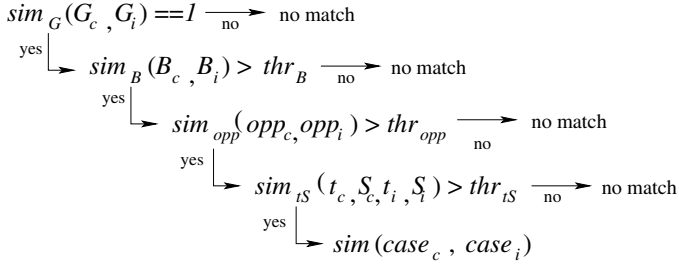 sim_G(G_c , G_i) ==1 no no match
yes
sim_B(B_c , B_i) > thr_B no no match
yes
sim_opp(opp_c, opp_i) > thr_opp no no match
yes
sim_tS(t_c , S_c, t_i , S_i) > thr_tS no no match
yes
sim(case_c , case_i)